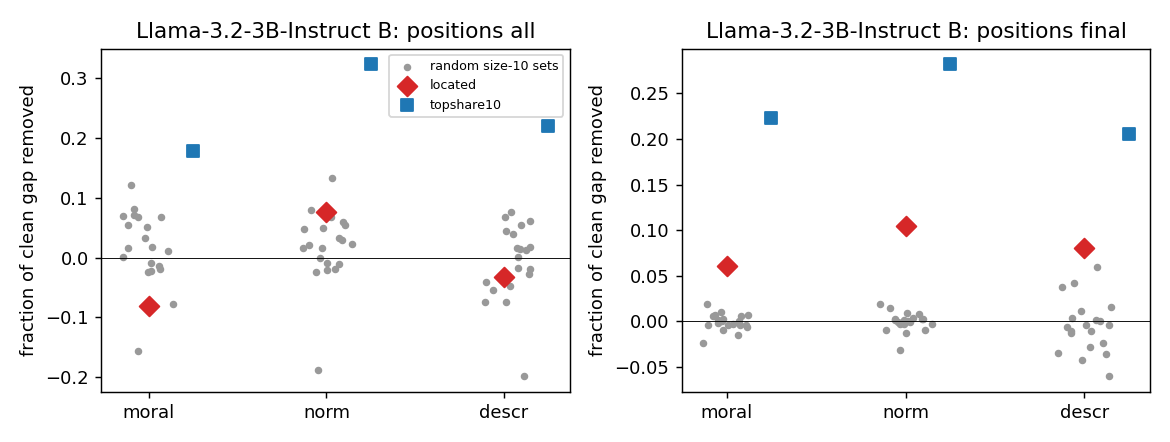 Llama-3.2-3B-Instruct B: positions all
fraction of clean gap removed
0.3
0.2
0.1
0.0
−0.1
−0.2
random size-10 sets
located
topshare10
moral
norm
descr
Llama-3.2-3B-Instruct B: positions final
fraction of clean gap removed
0.25
0.20
0.15
0.10
0.05
0.00
−0.05
moral
norm
descr